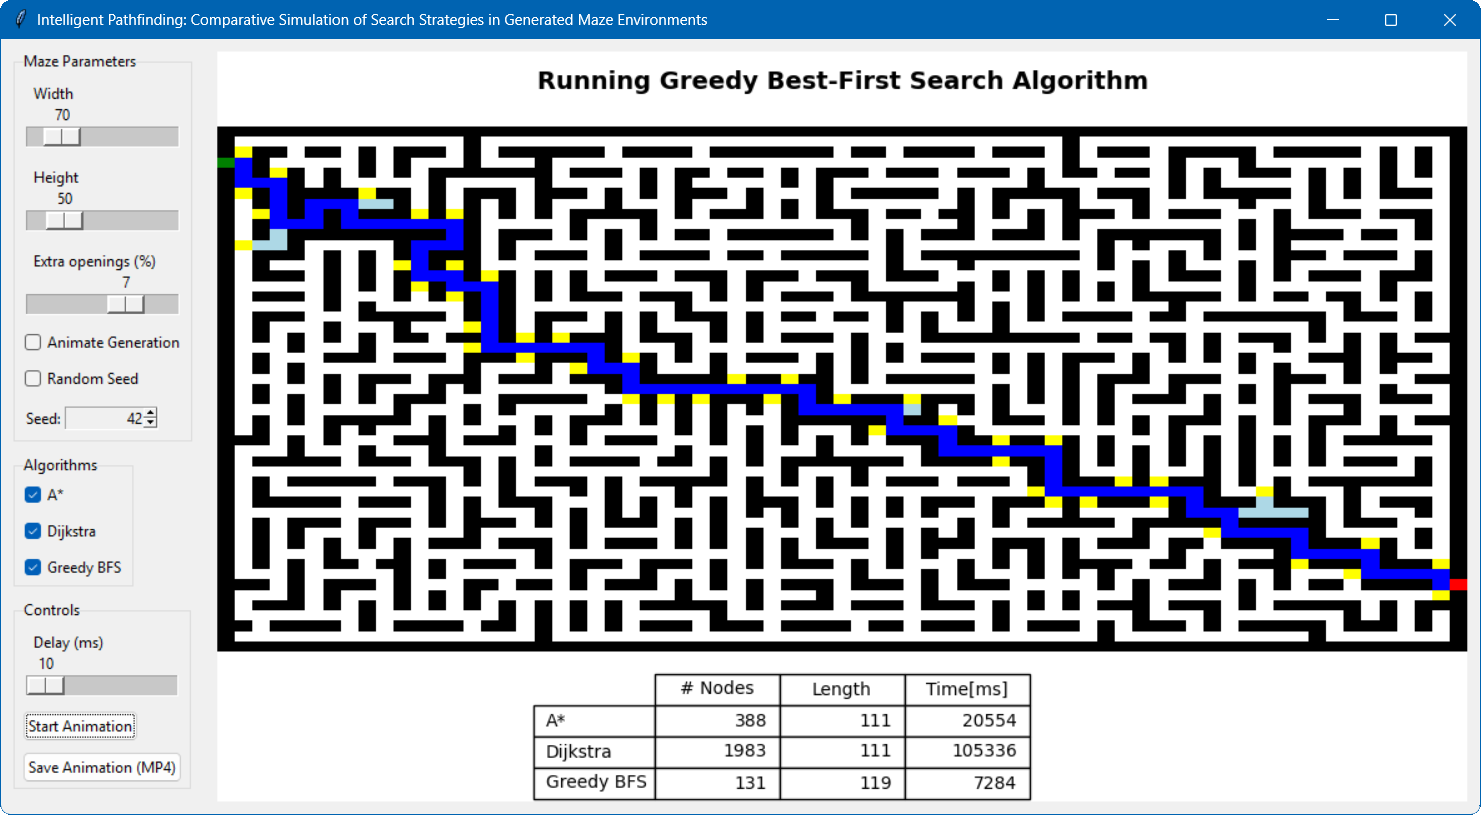 Intelligent Pathfinding: Comparative Simulation of Search Strategies in Generated Maze Environments
Maze Parameters
Width
70
Height
50
Extra openings (%)
7
Animate Generation
Random Seed
Seed: 42
Algorithms
A*
Dijkstra
Greedy BFS
Controls
Delay (ms)
10
Start Animation
Save Animation (MP4)
Running Greedy Best-First Search Algorithm
# Nodes Length Time[ms]
A* 388 111 20554
Dijkstra 1983 111 105336
Greedy BFS 131 119 7284